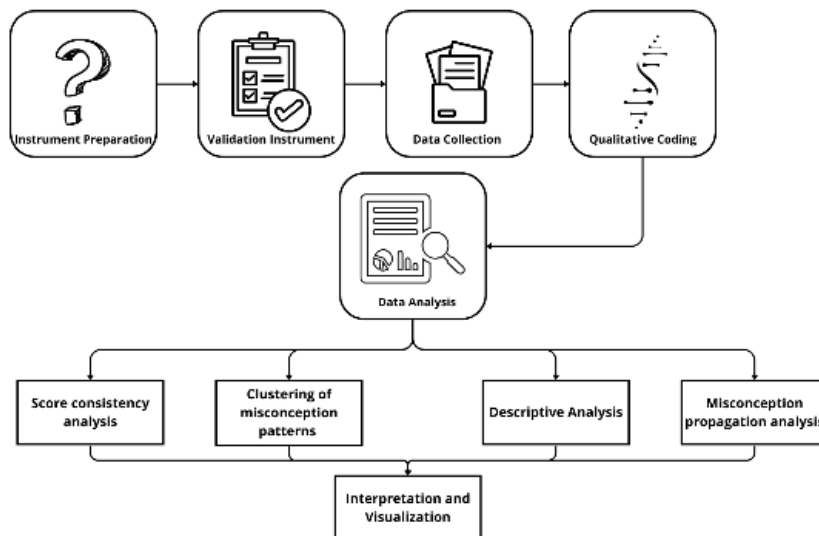 Instrument Preparation
Validation Instrument
Data Collection
Qualitative Coding
Data Analysis
Score consistency
analysis
Clustering of
misconception
patterns
Descriptive Analysis
Misconception
propagation analysis
Interpretation and
Visualization